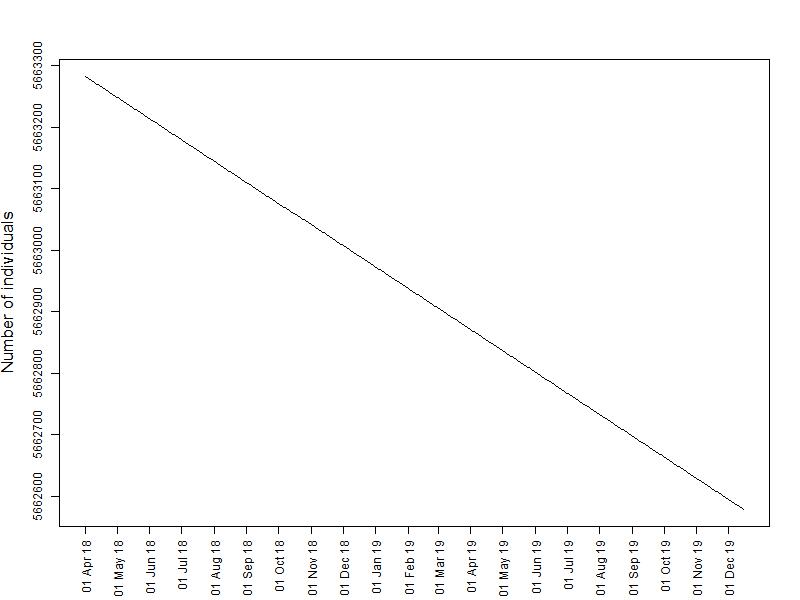 Number of individuals
5663300
5663200
5663100
5663000
5662900
5662800
5662700
5662600
01 Apr 18
01 May 18
01 Jun 18
01 Jul 18
01 Aug 18
01 Sep 18
01 Oct 18
01 Nov 18
01 Dec 18
01 Jan 19
01 Feb 19
01 Mar 19
01 Apr 19
01 May 19
01 Jun 19
01 Jul 19
01 Aug 19
01 Sep 19
01 Oct 19
01 Nov 19
01 Dec 19